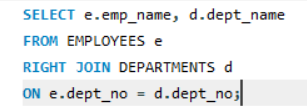 SELECT e.emp_name, d.dept_name
FROM EMPLOYEES e
RIGHT JOIN DEPARTMENTS d
ON e.dept_no = d.dept_no;